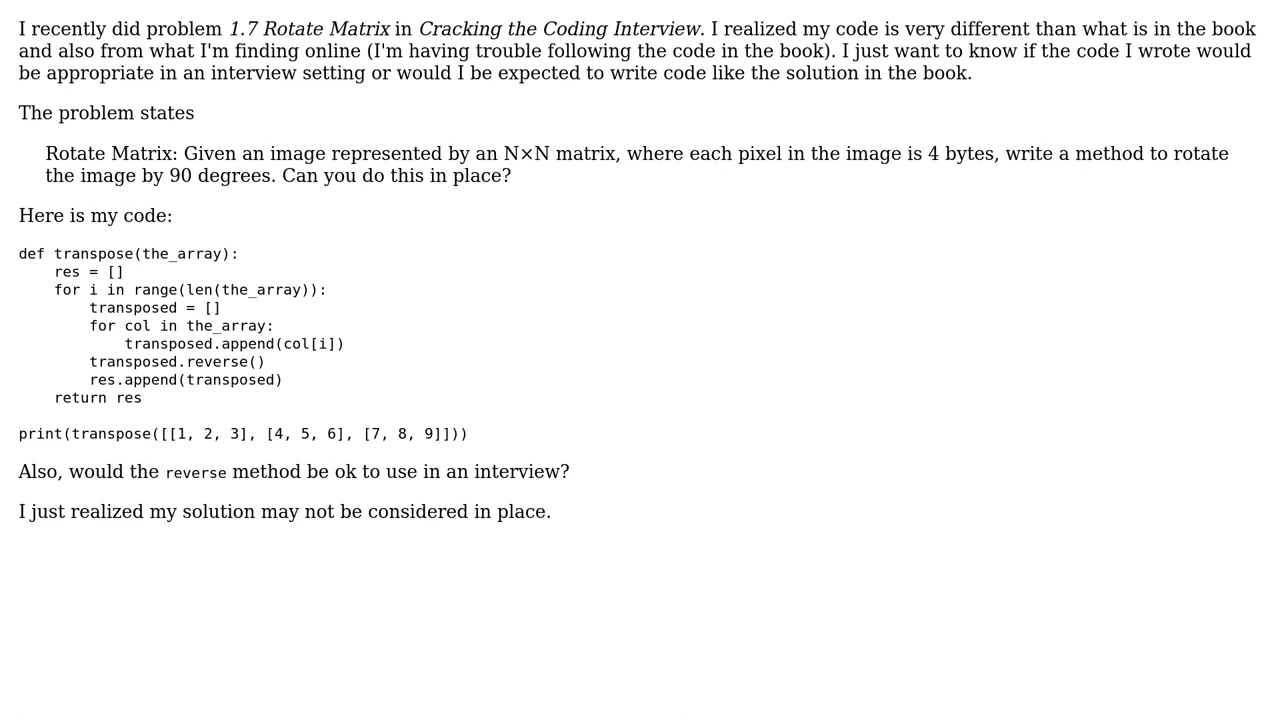 I recently did problem 1.7 Rotate Matrix in Cracking the Coding Interview. I realized my code is very different than what is in the book
and also from what I'm finding online (I'm having trouble following the code in the book). I just want to know if the code I wrote would
be appropriate in an interview setting or would I be expected to write code like the solution in the book.
The problem states
Rotate Matrix: Given an image represented by an N×N matrix, where each pixel in the image is 4 bytes, write a method to rotate
the image by 90 degrees. Can you do this in place?
Here is my code:
def transpose(the_array):
    res = []
    for i in range(len(the_array)):
        transposed = []
        for col in the_array:
            transposed.append(col[i])
        transposed.reverse()
        res.append(transposed)
    return res
print(transpose([[1, 2, 3], [4, 5, 6], [7, 8, 9]]))
Also, would the reverse method be ok to use in an interview?
I just realized my solution may not be considered in place.